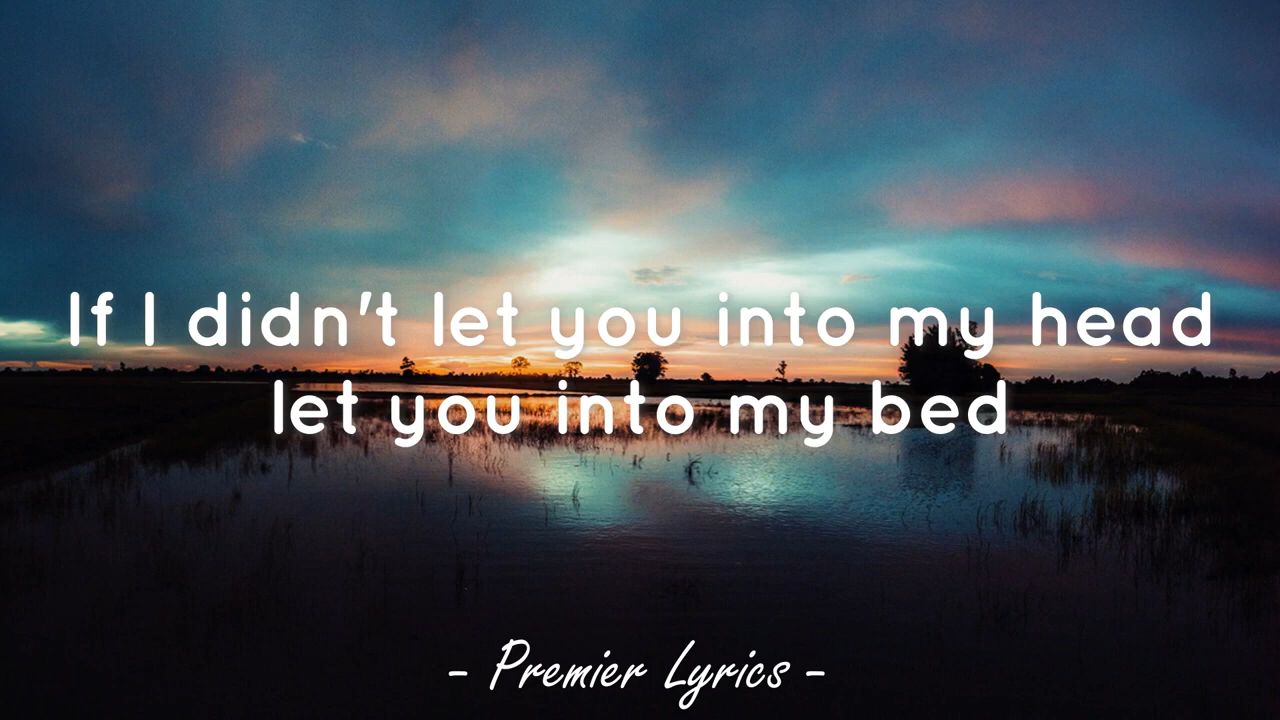 If I didn't let you into my head
let you into my bed
- Premier Lyrics -